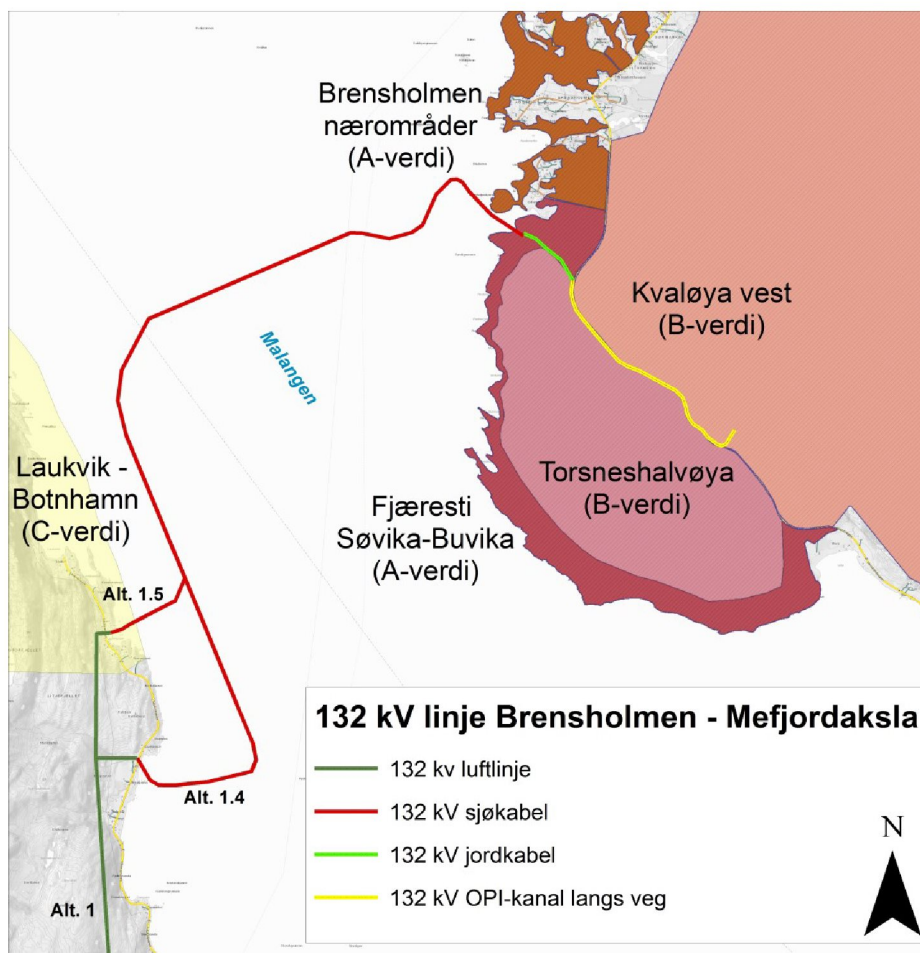 Brensholmen
nærområder
(A-verdi)
Kvaløya vest
(B-verdi)
Malangen
Laukvik -
Botnhamn
(C-verdi)
Torsneshalvøya
(B-verdi)
Fjæresti
Søvika-Buvika
(A-verdi)
Alt. 1.5
Alt. 1.4
Alt. 1
132 kV linje Brensholmen - Mefjordaksla
132 kv luftlinje
132 kV sjøkabel
132 kV jordkabel
132 kV OPI-kanal langs veg
N